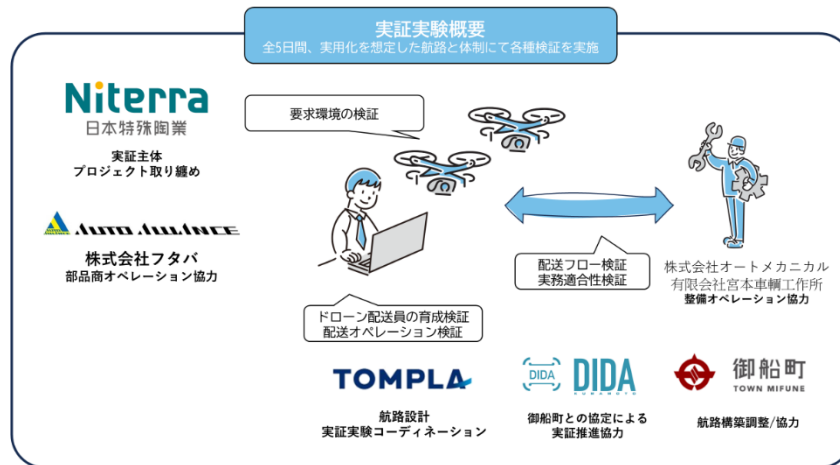 実証実験概要
全5日間、実用化を想定した航路と体制にて各種検証を実施
Niterra
日本特殊陶業
実証主体
プロジェクト取り纏め
要求環境の検証
AUTO ALLIANCE
株式会社フタバ
部品商オペレーション協力
配送フロー検証
実務適合性検証
株式会社オートメカニカル
有限会社宮本車輌工作所
整備オペレーション協力
ドローン配送員の育成検証
配送オペレーション検証
TOMPLA
航路設計
実証実験コーディネーション
DIDA
DIDA
KUMAMOTO
御船町との協定による
実証推進協力
御船町
TOWN MIFUNE
航路構築調整/協力